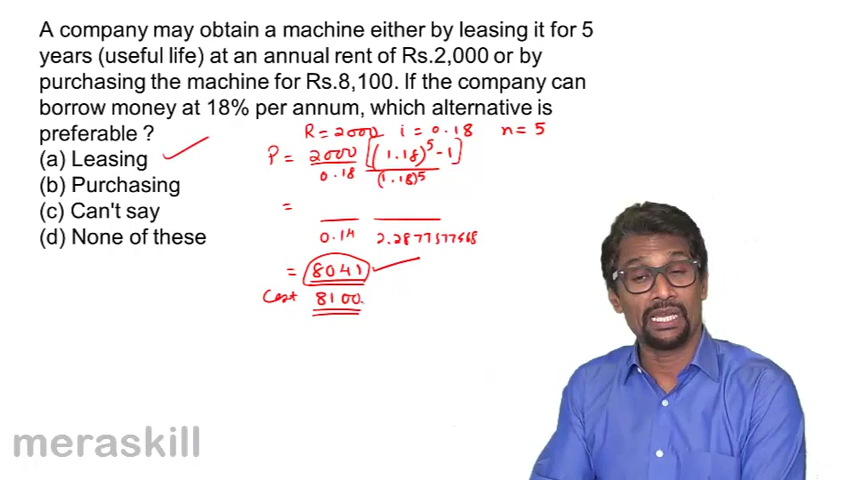 A company may obtain a machine either by leasing it for 5
years (useful life) at an annual rent of Rs.2,000 or by
purchasing the machine for Rs.8,100. If the company can
borrow money at 18% per annum, which alternative is
preferable ?
R = 2000 i = 0.18 n = 5
(a) Leasing
P = 2000 [(1.18)^5 - 1]
0.18 (1.18)^5
(b) Purchasing
(c) Can't say
=
(d) None of these
0.14 2.2877577568
= 8041
Cost 8100
meraskill